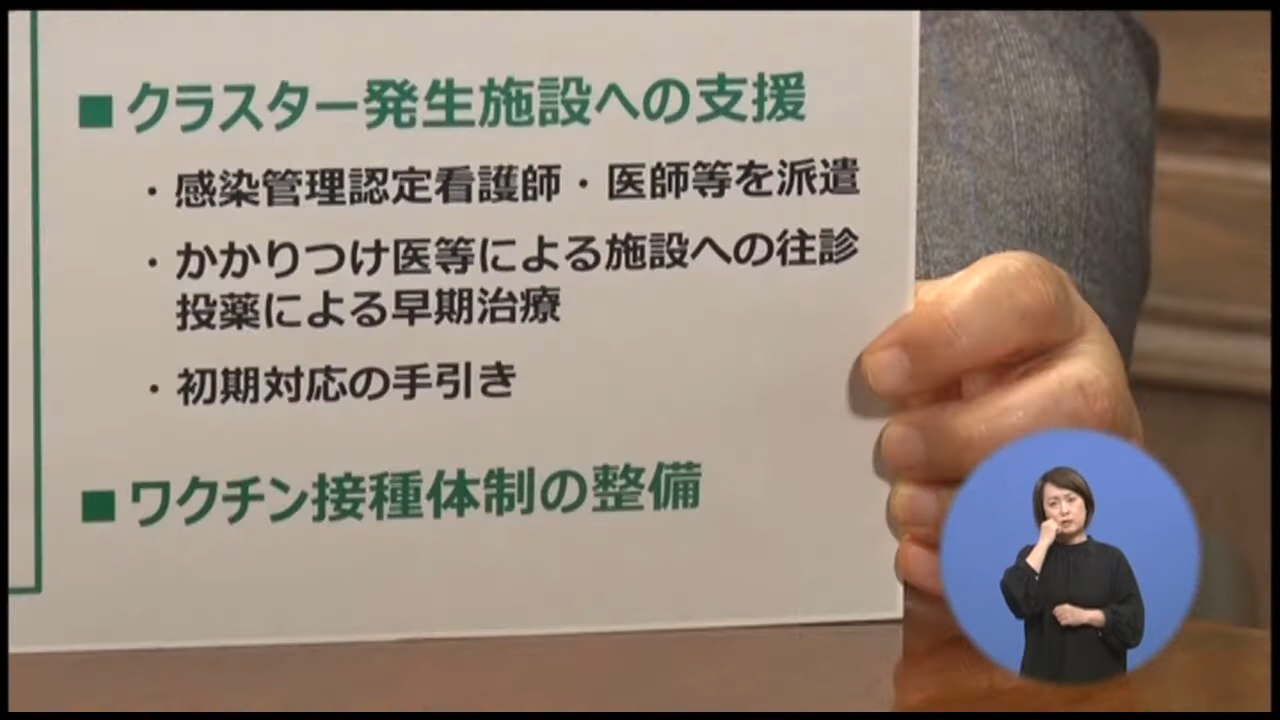 ■クラスター発生施設への支援
・感染管理認定看護師・医師等を派遣
・かかりつけ医等による施設への往診
投薬による早期治療
・初期対応の手引き
■ワクチン接種体制の整備